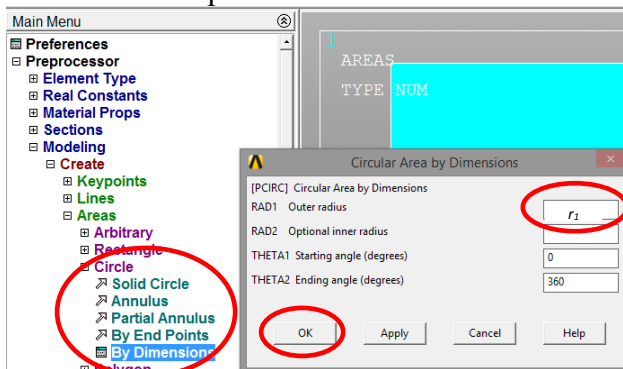 Main Menu
Preferences
Preprocessor
Element Type
Real Constants
Material Props
Sections
Modeling
Create
Keypoints
Lines
Areas
Arbitrary
Rectangle
Circle
Solid Circle
Annulus
Partial Annulus
By End Points
By Dimensions
Polygon
1
AREAS
TYPE NUM
Circular Area by Dimensions
[PCIRC] Circular Area by Dimensions
RAD1 Outer radius
r₁
RAD2 Optional inner radius
THETA1 Starting angle (degrees)
0
THETA2 Ending angle (degrees)
360
OK
Apply
Cancel
Help